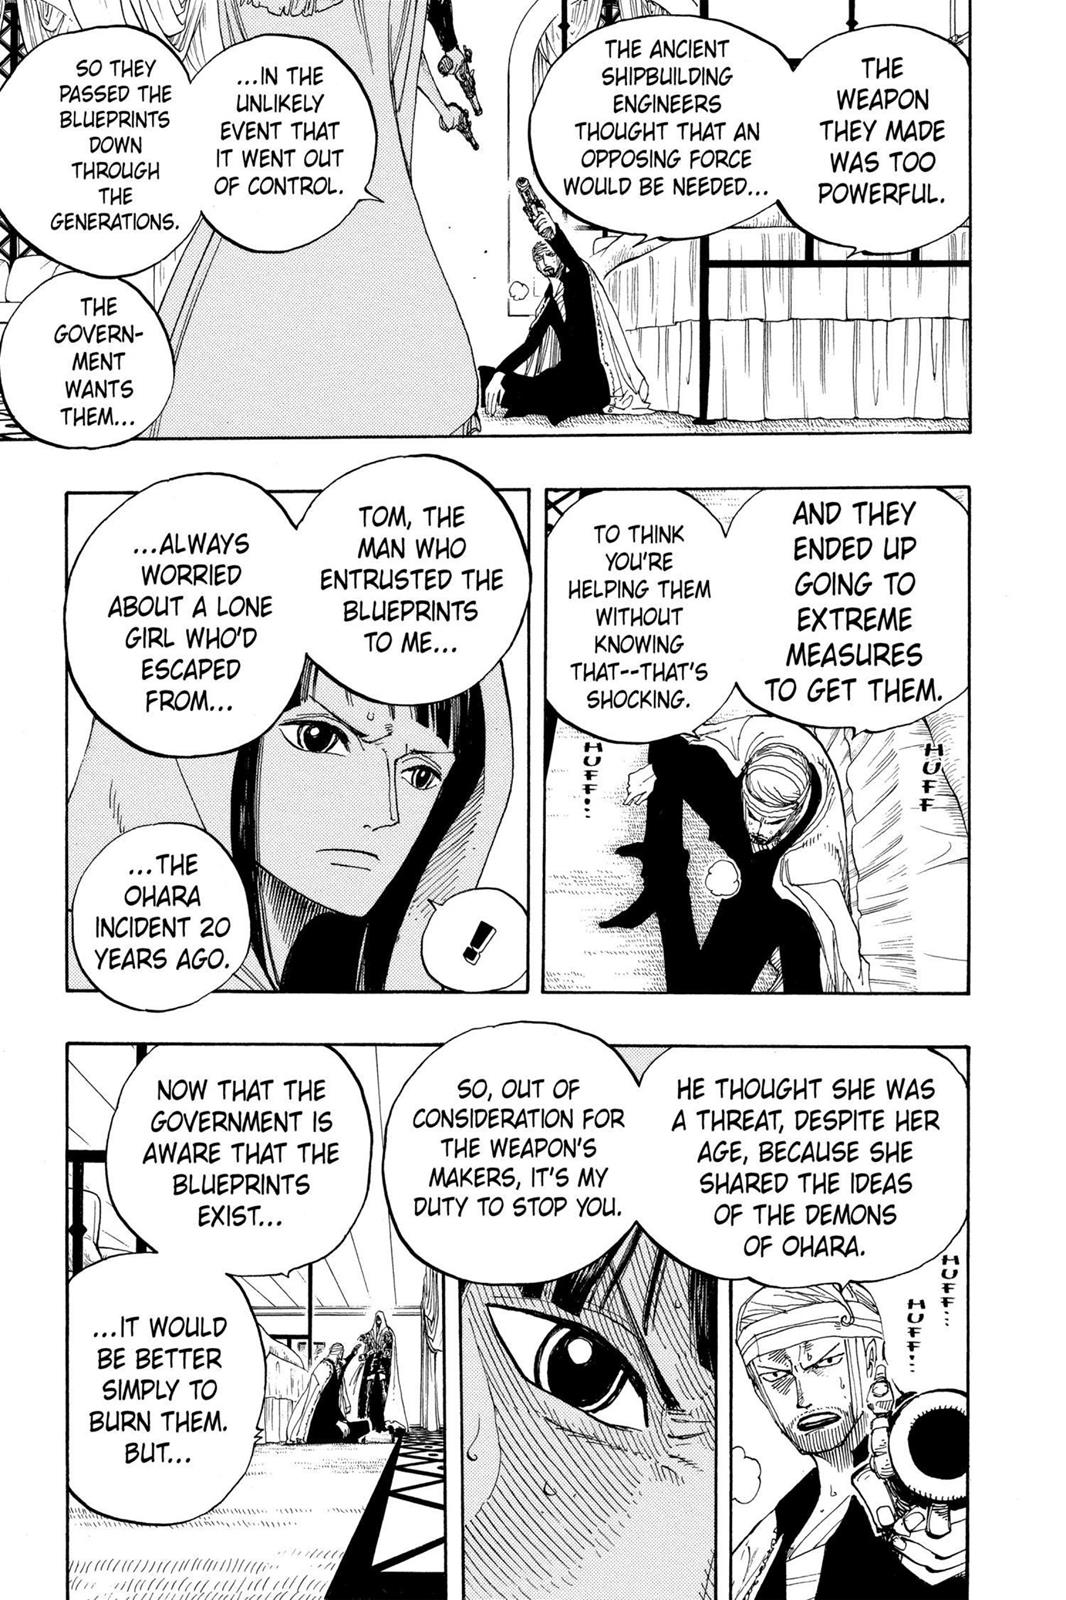 THE
WEAPON
THEY MADE
WAS TOO
POWERFUL.
THE ANCIENT
SHIPBUILDING
ENGINEERS
THOUGHT THAT AN
OPPOSING FORCE
WOULD BE NEEDED...
...IN THE
UNLIKELY
EVENT THAT
IT WENT OUT
OF CONTROL.
SO THEY
PASSED THE
BLUEPRINTS
DOWN
THROUGH
THE
GENERATIONS.
THE
GOVERN-
MENT
WANTS
THEM...
AND THEY
ENDED UP
GOING TO
EXTREME
MEASURES
TO GET THEM.
TO THINK
YOU'RE
HELPING THEM
WITHOUT
KNOWING
THAT--THAT'S
SHOCKING.
HUFF
HUFF!..
TOM, THE
MAN WHO
ENTRUSTED THE
BLUEPRINTS
TO ME...
...ALWAYS
WORRIED
ABOUT A LONE
GIRL WHO'D
ESCAPED
FROM...
...THE
OHARA
INCIDENT 20
YEARS AGO.
!
HE THOUGHT SHE WAS
A THREAT, DESPITE HER
AGE, BECAUSE SHE
SHARED THE IDEAS
OF THE DEMONS
OF OHARA.
HUFF...
HUFF!..
SO, OUT OF
CONSIDERATION FOR
THE WEAPON'S
MAKERS, IT'S MY
DUTY TO STOP YOU.
NOW THAT THE
GOVERNMENT IS
AWARE THAT THE
BLUEPRINTS
EXIST...
...IT WOULD
BE BETTER
SIMPLY TO
BURN THEM.
BUT...